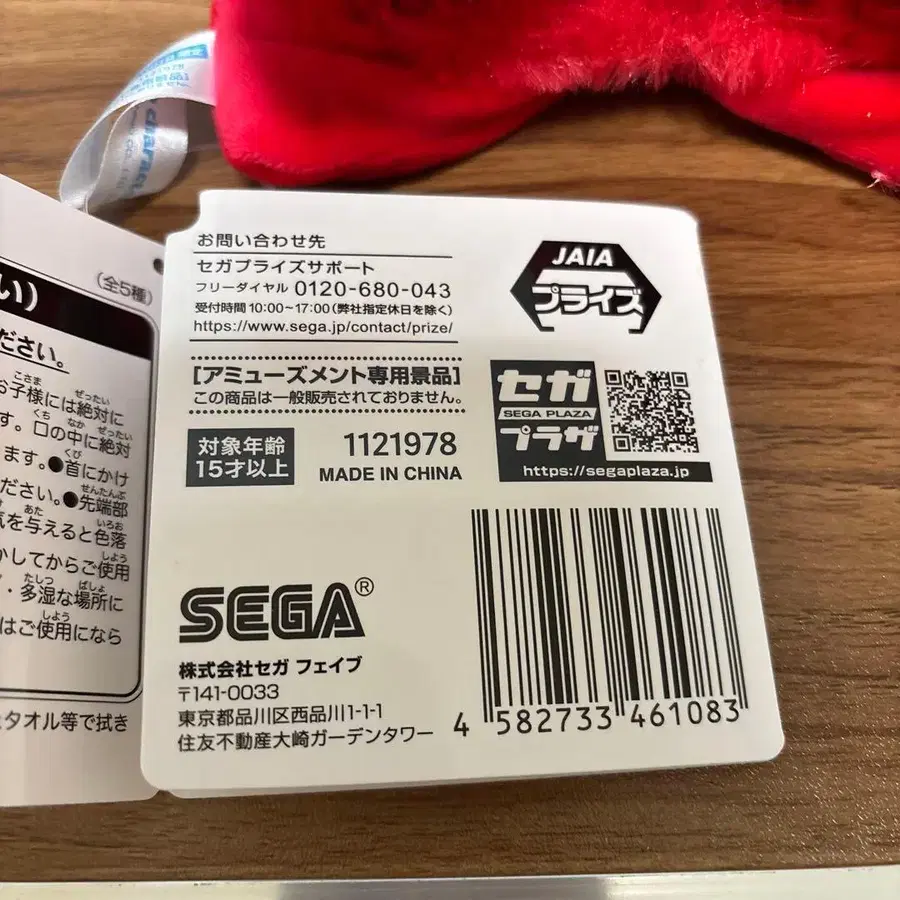 お問い合わせ先
セガプライズサポート
フリーダイヤル 0120-680-043
受付時間 10:00~17:00(弊社指定休日を除く)
https://www.sega.jp/contact/prize/
[アミューズメント専用景品]
この商品は一般販売されておりません。
対象年齢
15才以上
1121978
MADE IN CHINA
JAIA
プライズ
セガ
SEGA PLAZA
プラザ
https://segaplaza.jp
SEGA®
株式会社セガ フェイブ
〒141-0033
東京都品川区西品川1-1-1
住友不動産大崎ガーデンタワー
4 582733 461083
(全5種)
い)
ださい。
お子様には絶対に
す。口の中に絶対
ます。●首にかけ
ださい。●先端部
気を与えると色落
かしてからご使用
・多湿な場所に
はご使用になら
タオル等で拭き
charact